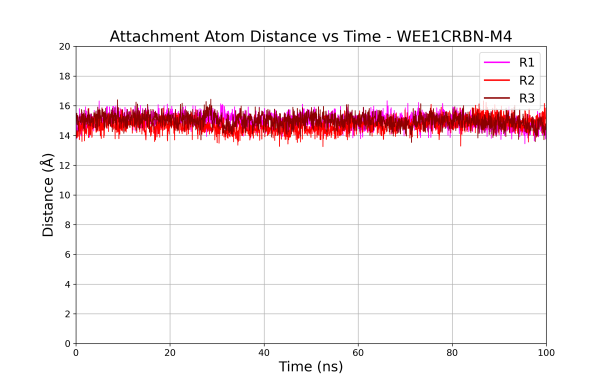 Attachment Atom Distance vs Time - WEE1CRBN-M4
20
18
16
14
12
10
8
6
4
2
0
Distance (Å)
R1
R2
R3
0 20 40 60 80 100
Time (ns)